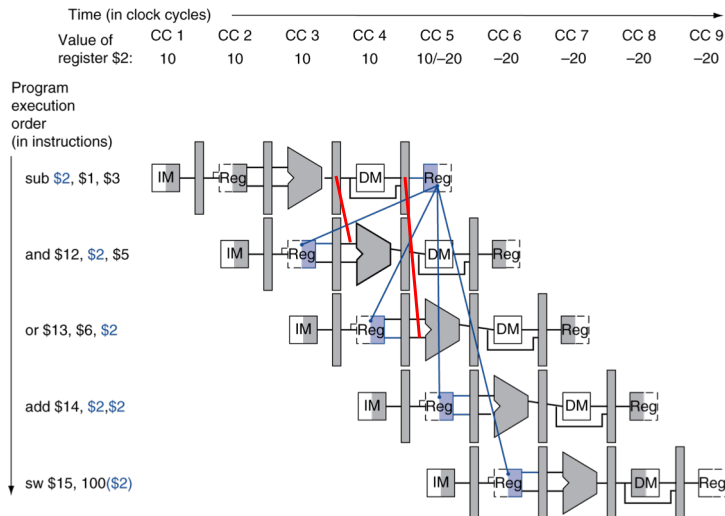 Time (in clock cycles)
Value of register $2:
CC 1 CC 2 CC 3 CC 4 CC 5 CC 6 CC 7 CC 8 CC 9
10 10 10 10 10/–20 –20 –20 –20 –20
Program
execution
order
(in instructions)
sub $2, $1, $3
IM Reg DM Reg
and $12, $2, $5
IM Reg DM Reg
or $13, $6, $2
IM Reg DM Reg
add $14, $2,$2
IM Reg DM Reg
sw $15, 100($2)
IM Reg DM Reg